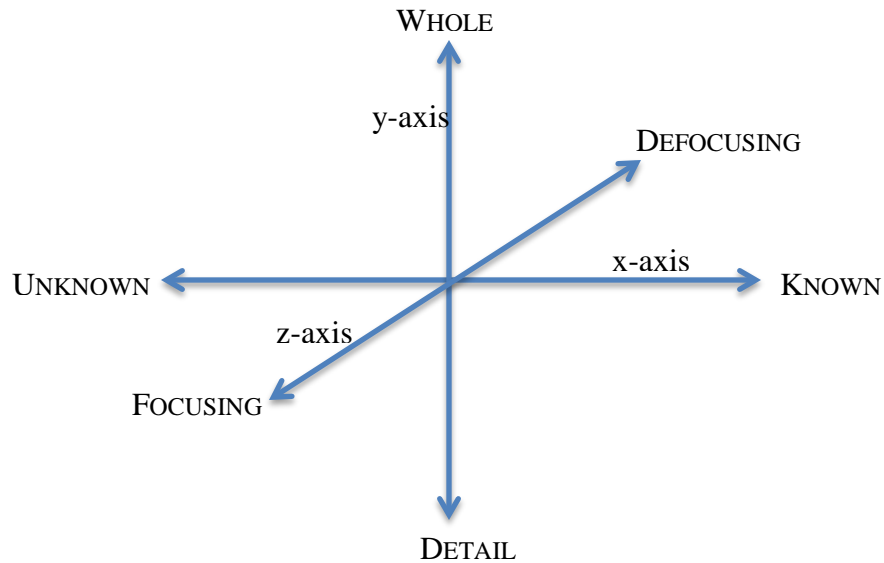 WHOLE
y-axis
DEFOCUSING
x-axis
UNKNOWN
KNOWN
z-axis
FOCUSING
DETAIL